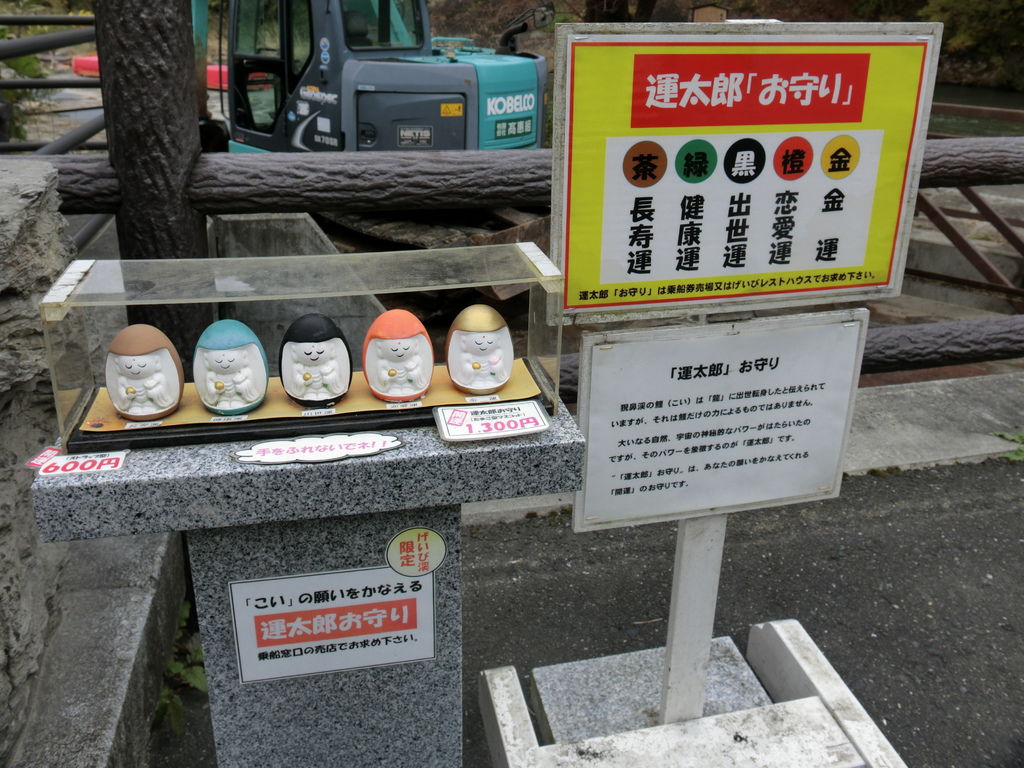 KOBELCO
運太郎「お守り」
茶 緑 黒 橙 金
長寿運
健康運
出世運
恋愛運
金運
運太郎「お守り」は乗船券売場又はげいびレストハウスでお求め下さい。
「運太郎」お守り
猊鼻渓の鯉（こい）は「龍」に出世転身したと伝えられて
いますが、それは鯉だけの力によるものではありません。
大いなる自然、宇宙の神秘的なパワーがはたらいたの
ですが、そのパワーを象徴するのが「運太郎」です。
「運太郎」お守り。は、あなたの願いをかなえてくれる
「開運」のお守りです。
運太郎お守り
1,300円
手をふれないでネ！！
600円
げいび渓
限定
「こい」の願いをかなえる
運太郎お守り
乗船窓口の売店でお求め下さい。